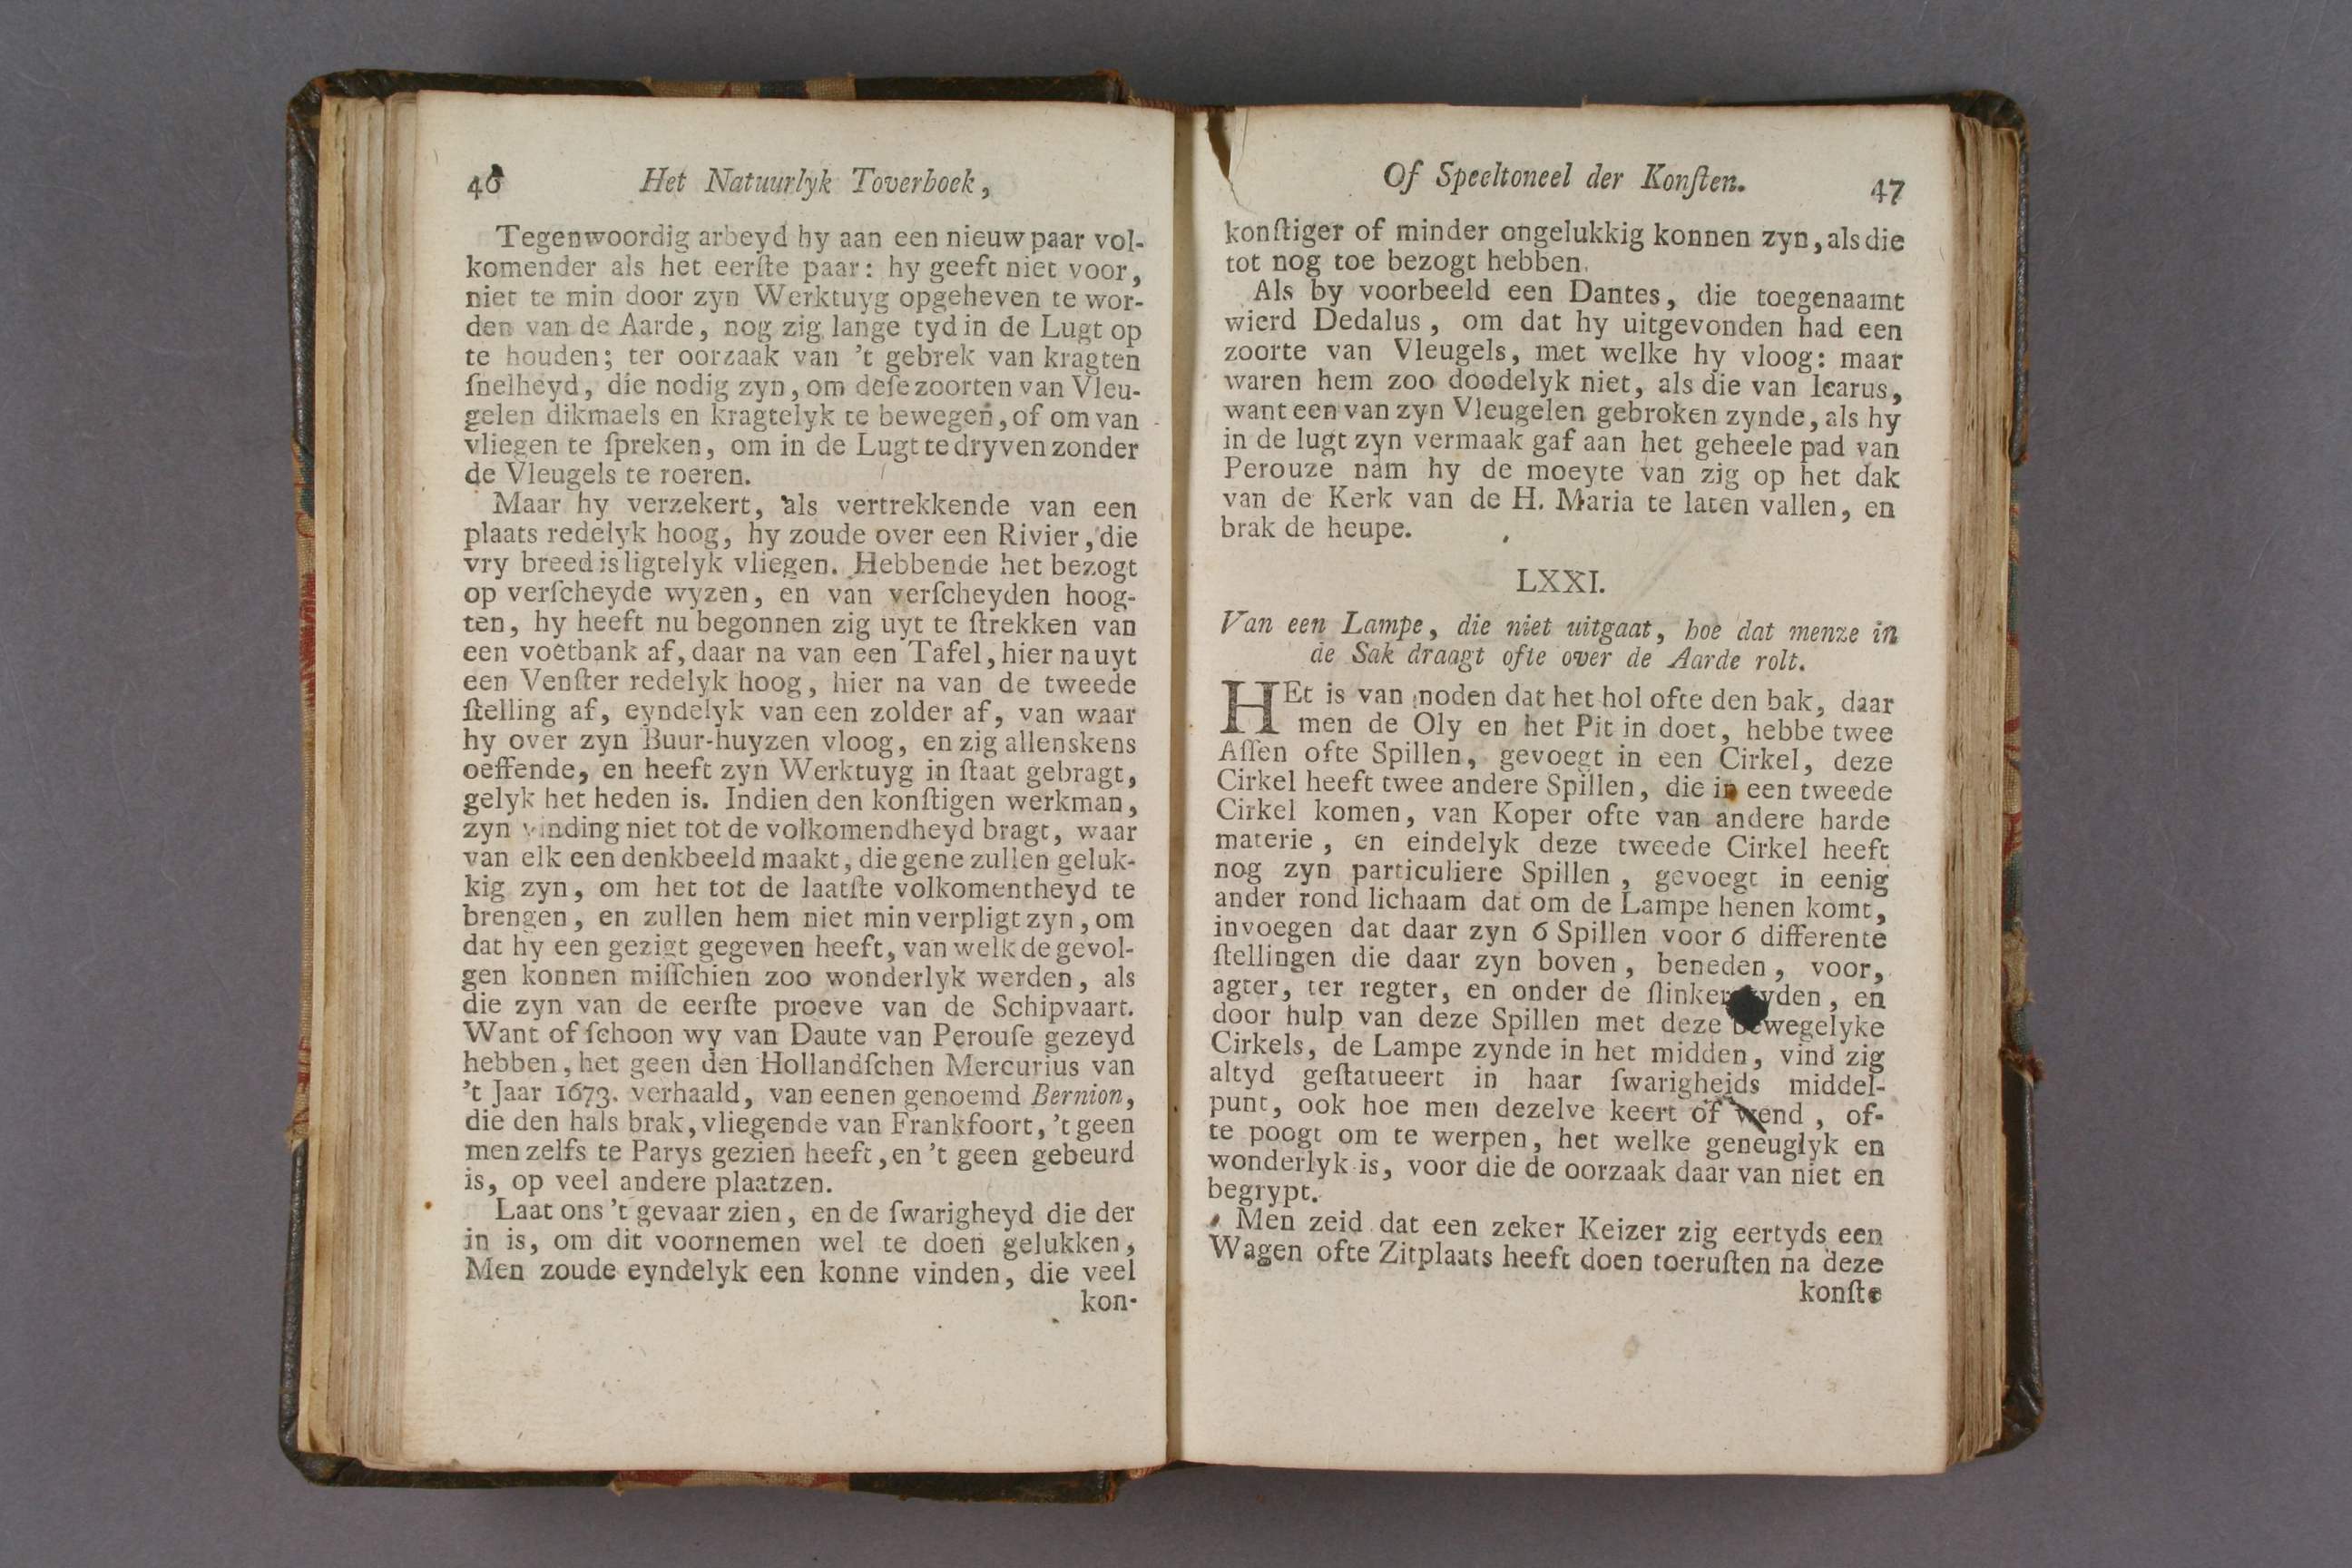 46 Het Natuurlyk Toverboek,
Tegenwoordig arbeyd hy aan een nieuw paar vol-
komender als het eerſte paar: hy geeft niet voor,
niet te min door zyn Werktuyg opgeheven te wor-
den van de Aarde, nog zig lange tyd in de Lugt op
te houden; ter oorzaak van 't gebrek van kragten
ſnelheyd, die nodig zyn, om deſe zoorten van Vleu-
gelen dikmaels en kragtelyk te bewegen, of om van
vliegen te ſpreken, om in de Lugt te dryven zonder
de Vleugels te roeren.
Maar hy verzekert, als vertrekkende van een
plaats redelyk hoog, hy zoude over een Rivier, die
vry breed is ligtelyk vliegen. Hebbende het bezogt
op verſcheyde wyzen, en van verſcheyden hoog-
ten, hy heeft nu begonnen zig uyt te ſtrekken van
een voetbank af, daar na van een Tafel, hier na uyt
een Venſter redelyk hoog, hier na van de tweede
ſtelling af, eyndelyk van een zolder af, van waar
hy over zyn Buur-huyzen vloog, en zig allenskens
oeffende, en heeft zyn Werktuyg in ſtaat gebragt,
gelyk het heden is. Indien den konſtigen werkman,
zyn vinding niet tot de volkomendheyd bragt, waar
van elk een denkbeeld maakt, die gene zullen geluk-
kig zyn, om het tot de laatſte volkomentheyd te
brengen, en zullen hem niet min verpligt zyn, om
dat hy een gezigt gegeven heeft, van welk de gevol-
gen konnen miſſchien zoo wonderlyk werden, als
die zyn van de eerſte proeve van de Schipvaart.
Want of ſchoon wy van Daute van Perouſe gezeyd
hebben, het geen den Hollandſchen Mercurius van
't Jaar 1673. verhaald, van eenen genoemd Bernion,
die den hals brak, vliegende van Frankfoort, 't geen
men zelfs te Parys gezien heeft, en 't geen gebeurd
is, op veel andere plaatzen.
Laat ons 't gevaar zien, en de ſwarigheyd die der
in is, om dit voornemen wel te doen gelukken,
Men zoude eyndelyk een konne vinden, die veel
kon-
Of Speeltoneel der Konſten. 47
konſtiger of minder ongelukkig konnen zyn, als die
tot nog toe bezogt hebben.
Als by voorbeeld een Dantes, die toegenaamt
wierd Dedalus, om dat hy uitgevonden had een
zoorte van Vleugels, met welke hy vloog: maar
waren hem zoo doodelyk niet, als die van Icarus,
want een van zyn Vleugelen gebroken zynde, als hy
in de lugt zyn vermaak gaf aan het geheele pad van
Perouze nam hy de moeyte van zig op het dak
van de Kerk van de H. Maria te laten vallen, en
brak de heupe.
LXXI.
Van een Lampe, die niet uitgaat, hoe dat menze in
de Sak draagt ofte over de Aarde rolt.
HEt is van noden dat het hol ofte den bak, daar
men de Oly en het Pit in doet, hebbe twee
Aſſen ofte Spillen, gevoegt in een Cirkel, deze
Cirkel heeft twee andere Spillen, die in een tweede
Cirkel komen, van Koper ofte van andere harde
materie, en eindelyk deze tweede Cirkel heeft
nog zyn particuliere Spillen, gevoegt in eenig
ander rond lichaam dat om de Lampe henen komt,
invoegen dat daar zyn 6 Spillen voor 6 differente
ſtellingen die daar zyn boven, beneden, voor,
agter, ter regter, en onder de ſlinker zyden, en
door hulp van deze Spillen met deze bewegelyke
Cirkels, de Lampe zynde in het midden, vind zig
altyd geſtatueert in haar ſwarigheids middel-
punt, ook hoe men dezelve keert of wend, of-
te poogt om te werpen, het welke geneuglyk en
wonderlyk is, voor die de oorzaak daar van niet en
begrypt.
Men zeid dat een zeker Keizer zig eertyds een
Wagen ofte Zitplaats heeft doen toeruſten na deze
konſte